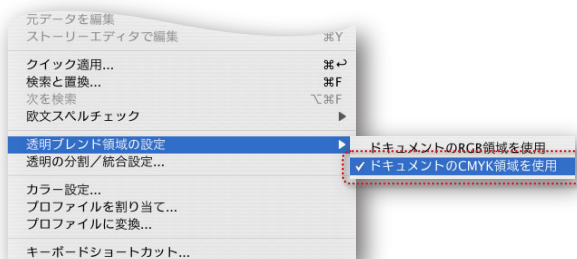 元データを編集
ストーリーエディタで編集 ⌘Y
クイック適用... ⌘↩
検索と置換... ⌘F
次を検索 ⌥⌘F
欧文スペルチェック ▶
透明ブレンド領域の設定 ▶
ドキュメントのRGB領域を使用
✓ ドキュメントのCMYK領域を使用
透明の分割/統合設定...
カラー設定...
プロファイルを割り当て...
プロファイルに変換...
キーボードショートカット...